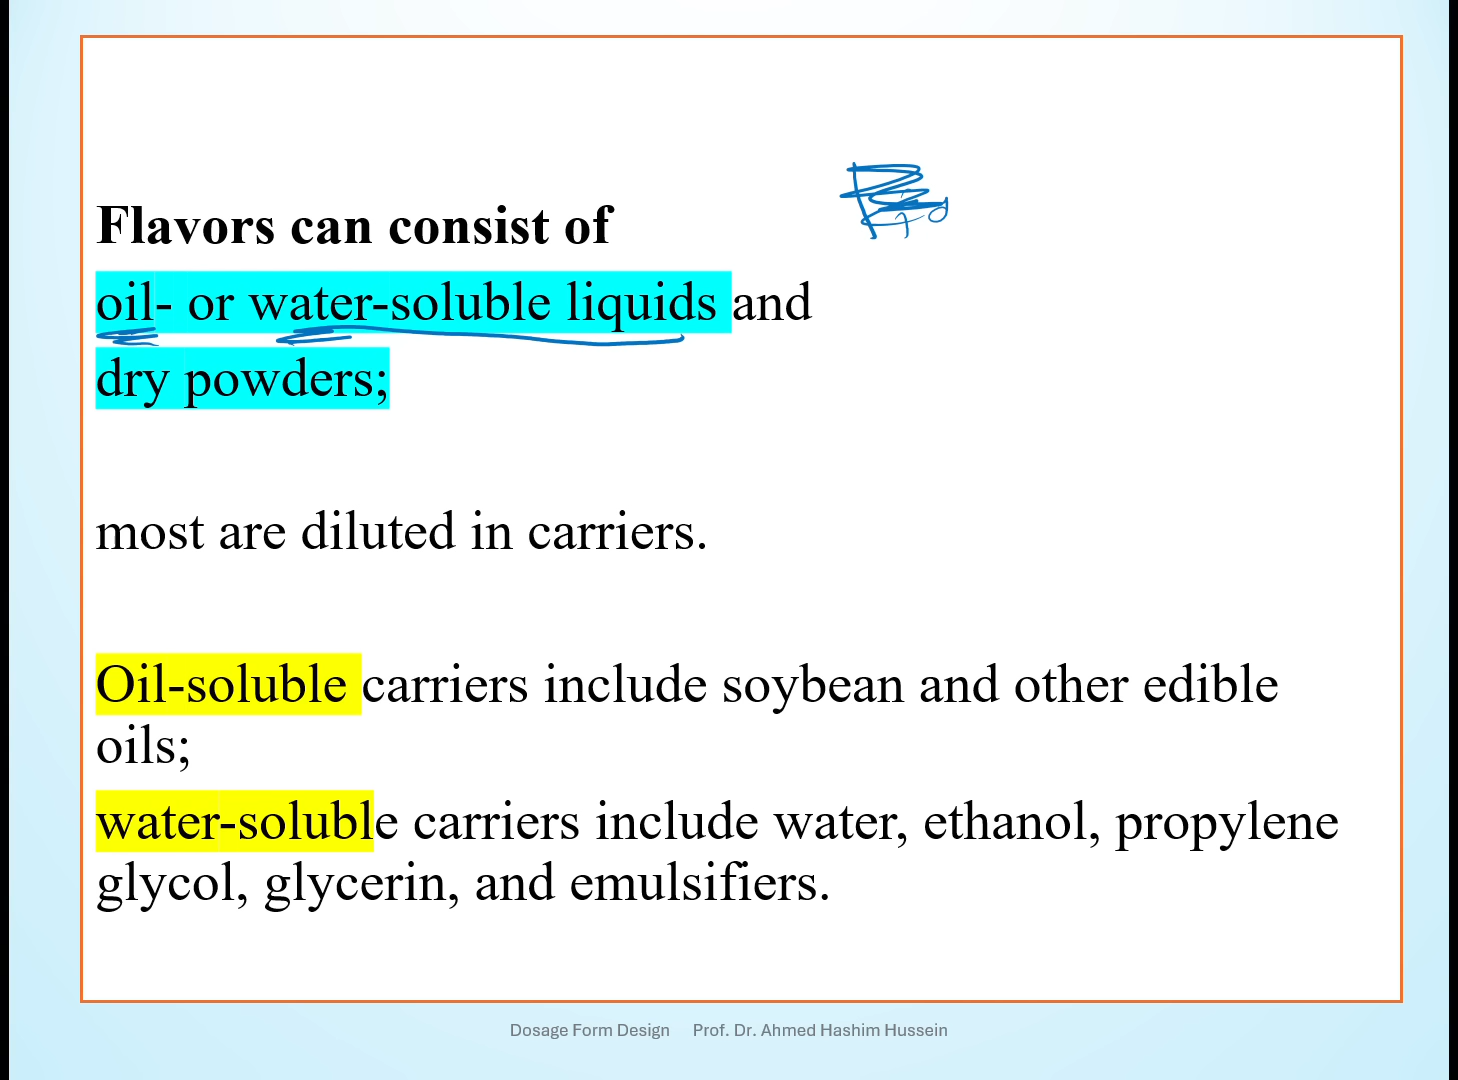 Flavors can consist of
oil- or water-soluble liquids and
dry powders;
most are diluted in carriers.
Oil-soluble carriers include soybean and other edible
oils;
water-soluble carriers include water, ethanol, propylene
glycol, glycerin, and emulsifiers.
Dosage Form Design Prof. Dr. Ahmed Hashim Hussein